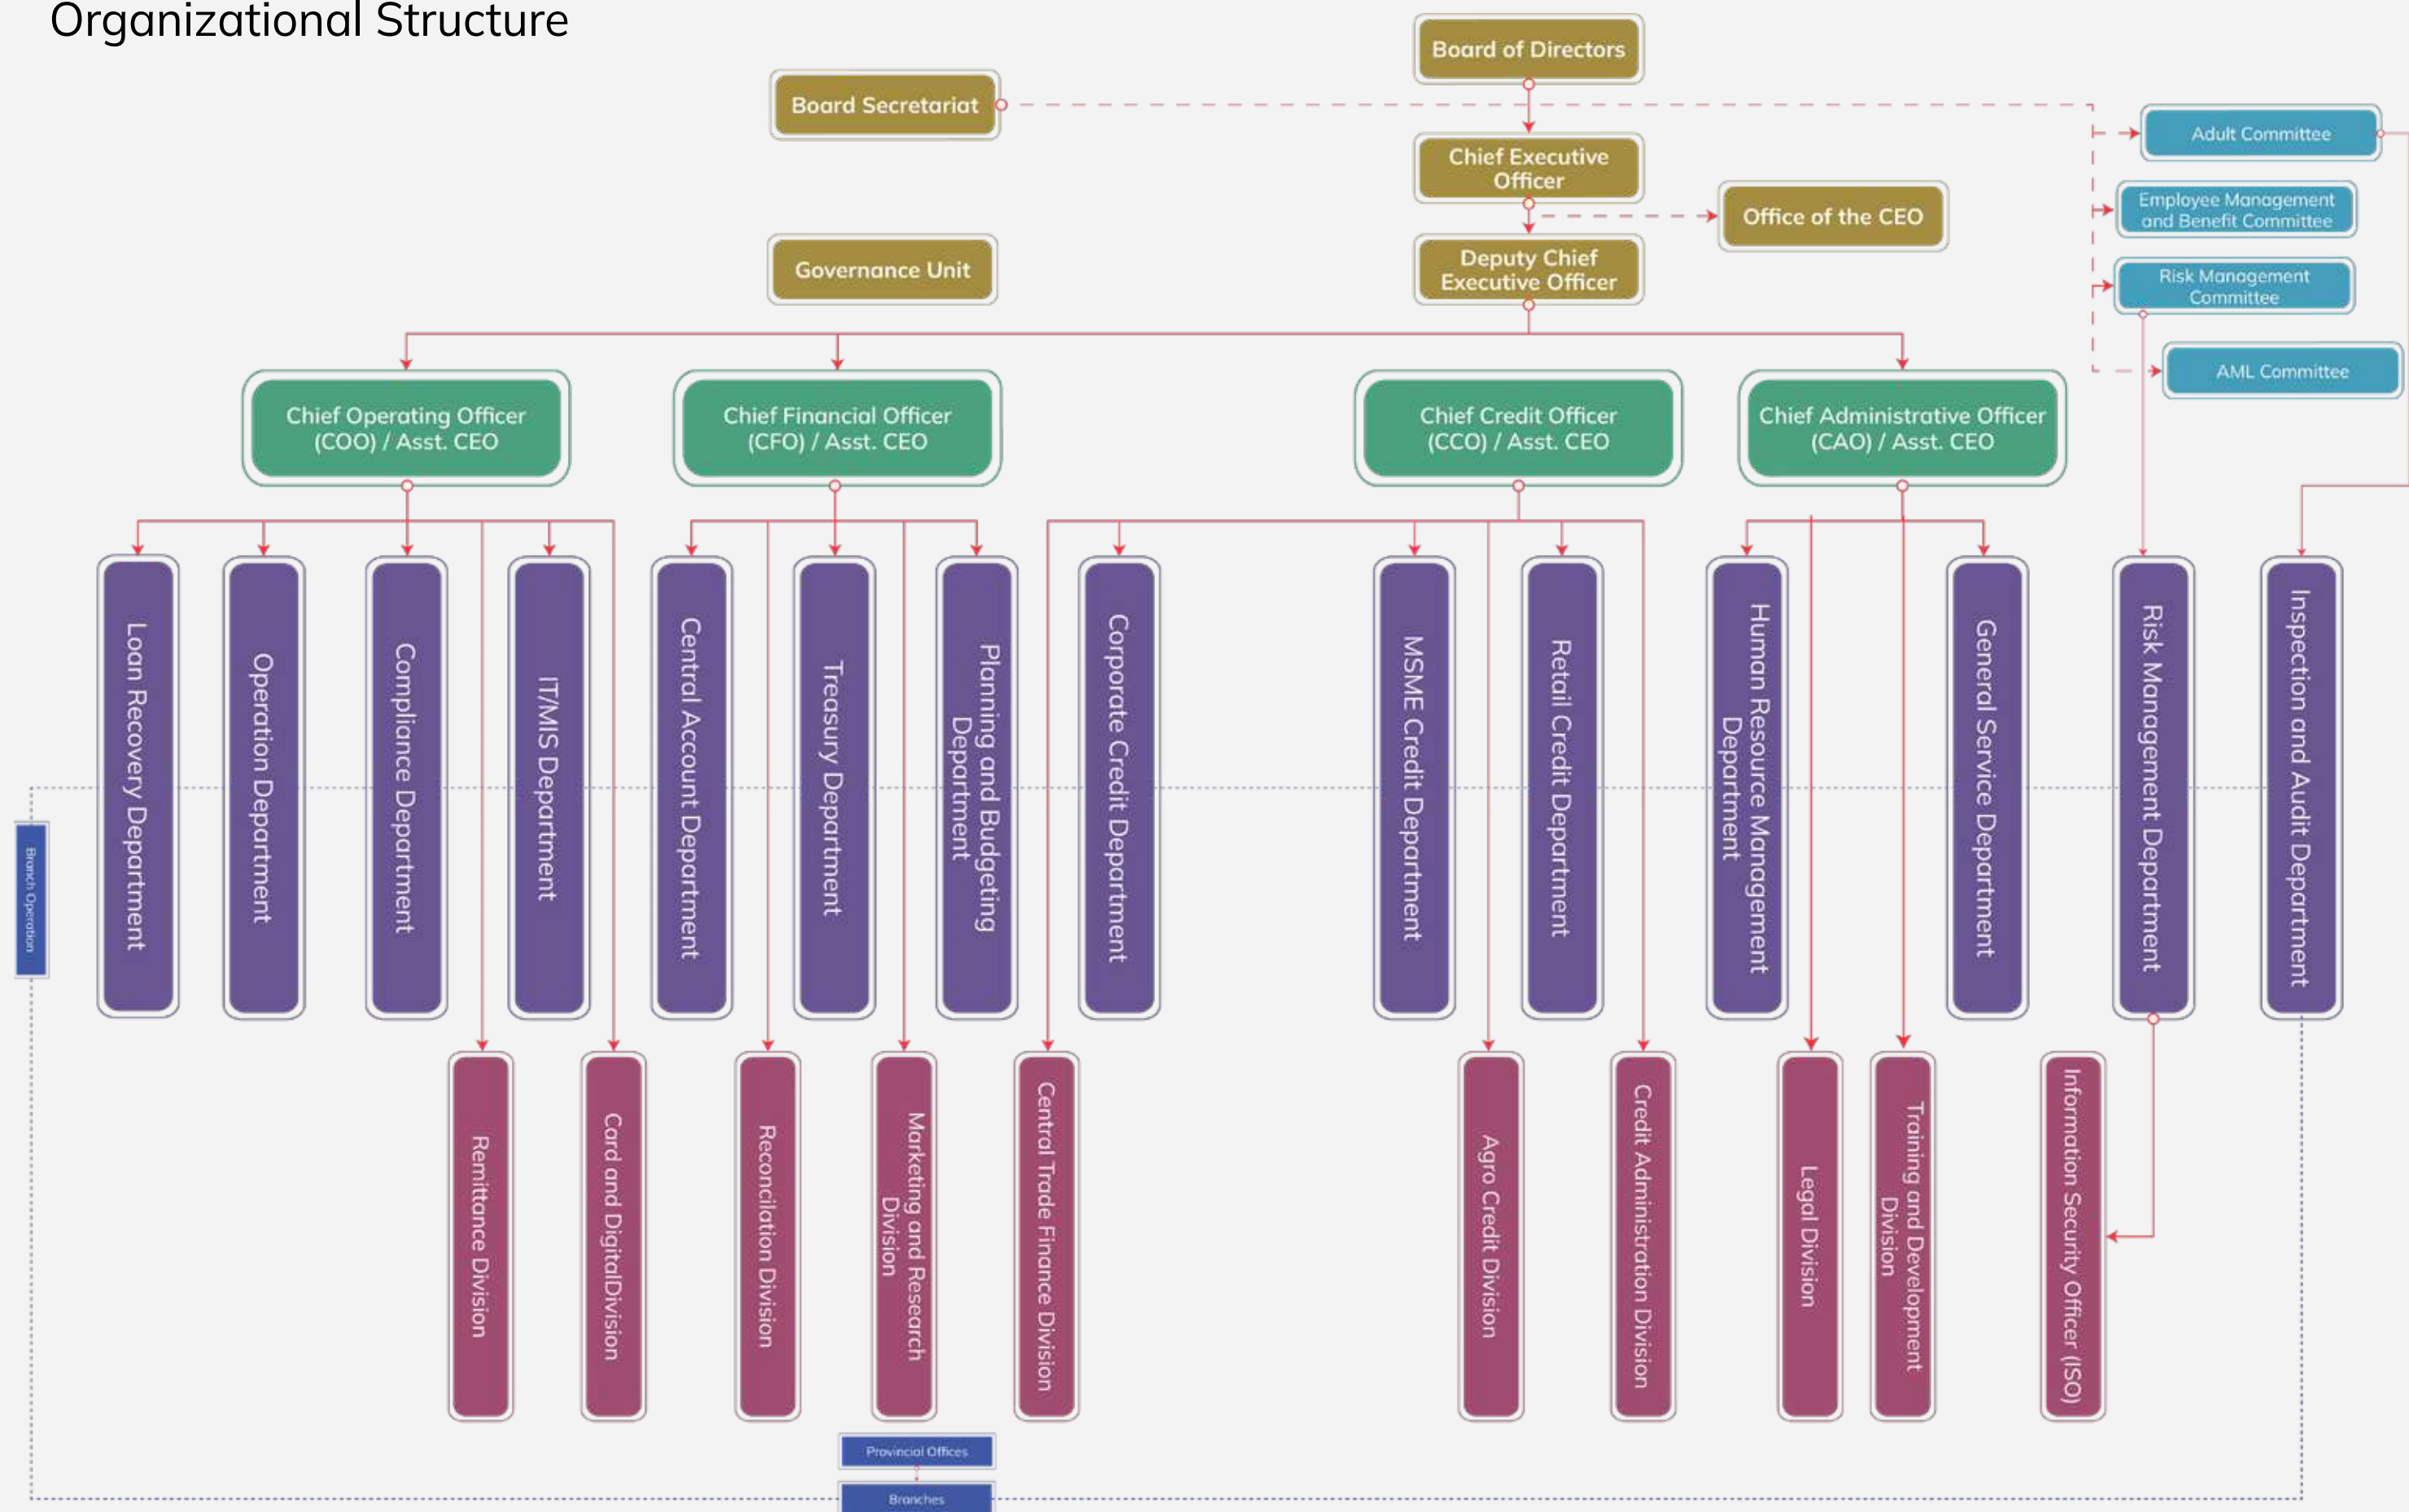 Organizational Structure
Board of Directors
Board Secretariat
Adult Committee
Chief Executive
Officer
Office of the CEO
Employee Management
and Benefit Committee
Governance Unit
Deputy Chief
Executive Officer
Risk Management
Committee
AML Committee
Chief Operating Officer
(COO) / Asst. CEO
Chief Financial Officer
(CFO) / Asst. CEO
Chief Credit Officer
(CCO) / Asst. CEO
Chief Administrative Officer
(CAO) / Asst. CEO
Branch Operation
Loan Recovery Department
Operation Department
Compliance Department
IT/MIS Department
Central Account Department
Treasury Department
Planning and Budgeting
Department
Corporate Credit Department
MSME Credit Department
Retail Credit Department
Human Resource Management
Department
General Service Department
Risk Management Department
Inspection and Audit Department
Remittance Division
Card and DigitalDivision
Reconcilation Division
Marketing and Research
Division
Central Trade Finance Division
Agro Credit Division
Credit Administration Division
Legal Division
Training and Development
Division
Information Security Officer (ISO)
Provincial Offices
Branches